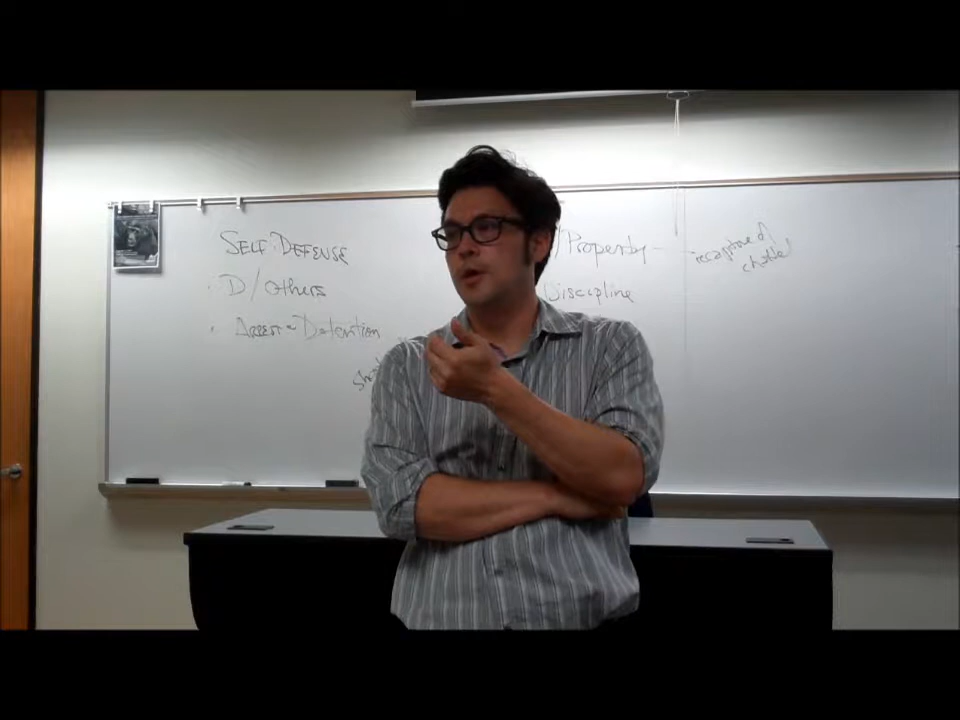 SELF-DEFENSE
D/Others
Arrest & Detention
/Property - recapture of
chattel
Discipline